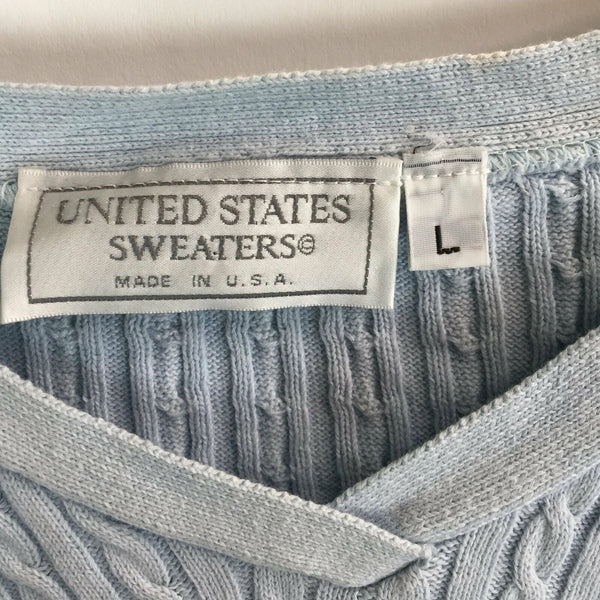 UNITED STATES
SWEATERS©
MADE IN U.S.A.
L